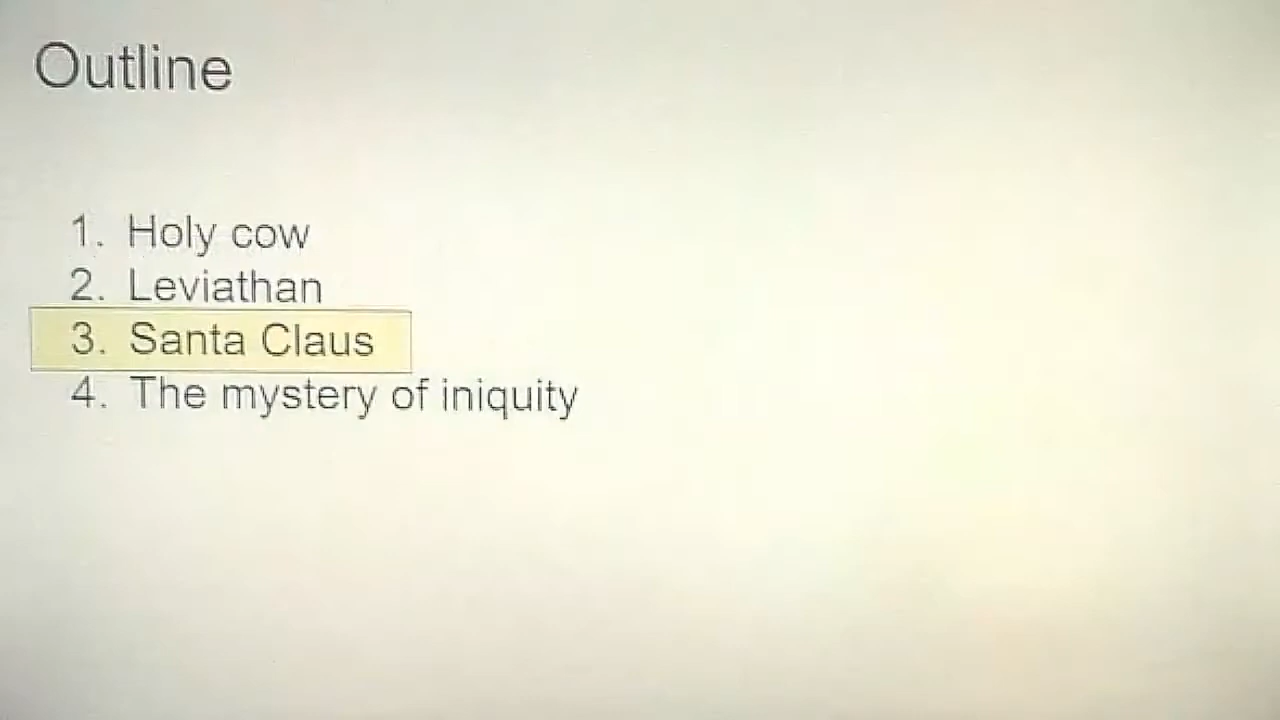 Outline
1. Holy cow
2. Leviathan
3. Santa Claus
4. The mystery of iniquity